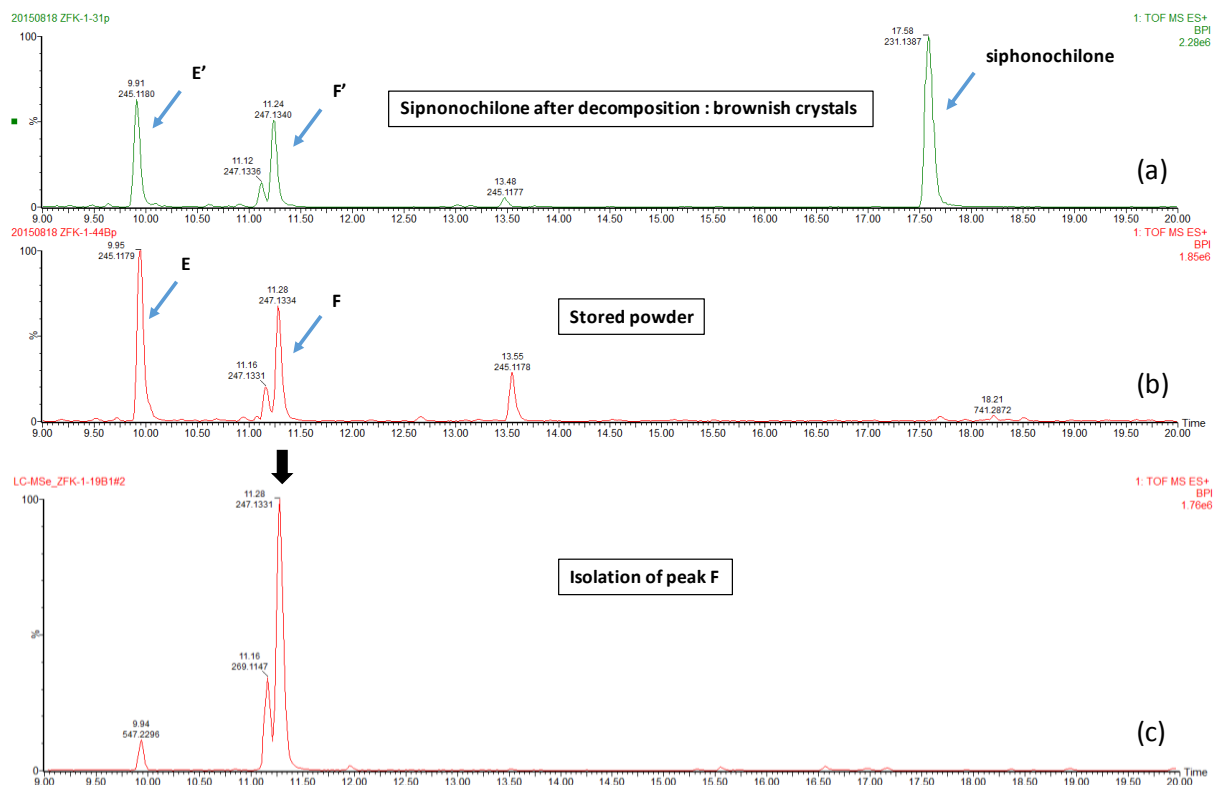 20150818 ZFK-1-31p
1: TOF MS ES+
BPI
2.28e6
100
%
0
9.91
245.1180
E’
11.12
247.1336
11.24
247.1340
F’
Sipnonochilone after decomposition : brownish crystals
13.48
245.1177
17.58
231.1387
siphonochilone
(a)
9.00 9.50 10.00 10.50 11.00 11.50 12.00 12.50 13.00 13.50 14.00 14.50 15.00 15.50 16.00 16.50 17.00 17.50 18.00 18.50 19.00 19.50 20.00
20150818 ZFK-1-44Bp
1: TOF MS ES+
BPI
1.85e6
100
%
0
9.95
245.1179
E
11.16
247.1331
11.28
247.1334
F
Stored powder
13.55
245.1178
18.21
741.2872
(b)
Time
9.00 9.50 10.00 10.50 11.00 11.50 12.00 12.50 13.00 13.50 14.00 14.50 15.00 15.50 16.00 16.50 17.00 17.50 18.00 18.50 19.00 19.50 20.00
LC-MSe_ZFK-1-19B1#2
1: TOF MS ES+
BPI
1.76e6
100
%
0
9.94
547.2296
11.16
269.1147
11.28
247.1331
Isolation of peak F
(c)
Time
9.00 9.50 10.00 10.50 11.00 11.50 12.00 12.50 13.00 13.50 14.00 14.50 15.00 15.50 16.00 16.50 17.00 17.50 18.00 18.50 19.00 19.50 20.00